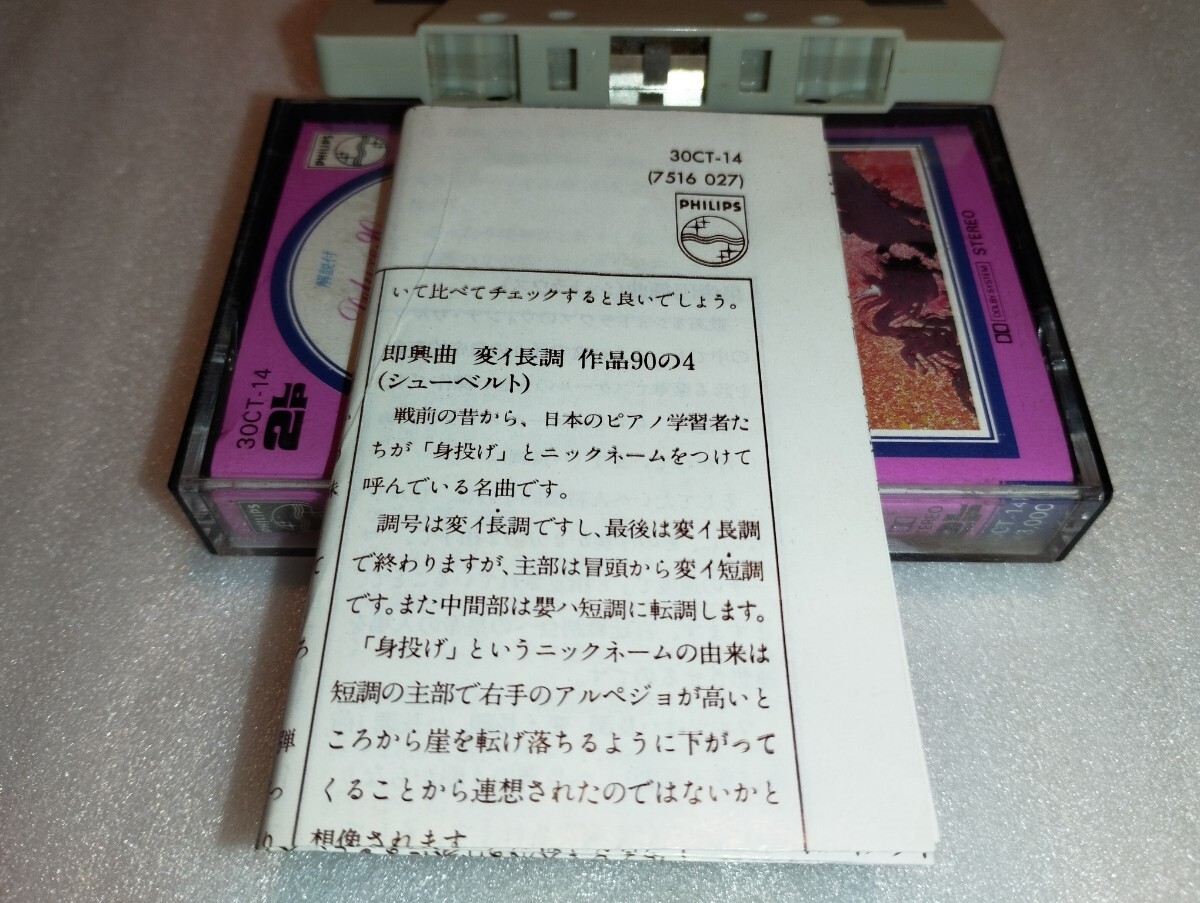 30CT-14
(7516 027)
PHILIPS
いて比べてチェックすると良いでしょう。
即興曲 変イ長調 作品90の4
(シューベルト)
戦前の昔から、日本のピアノ学習者た
ちが「身投げ」とニックネームをつけて
呼んでいる名曲です。
調号は変イ長調ですし、最後は変イ長調
で終わりますが、主部は冒頭から変イ短調
です。また中間部は嬰ハ短調に転調します。
「身投げ」というニックネームの由来は
短調の主部で右手のアルペジョが高いと
ころから崖を転げ落ちるように下がって
くることから連想されたのではないかと
想像されます
PHILIPS
解説付
30CT-14
DOLBY SYSTEM
STEREO